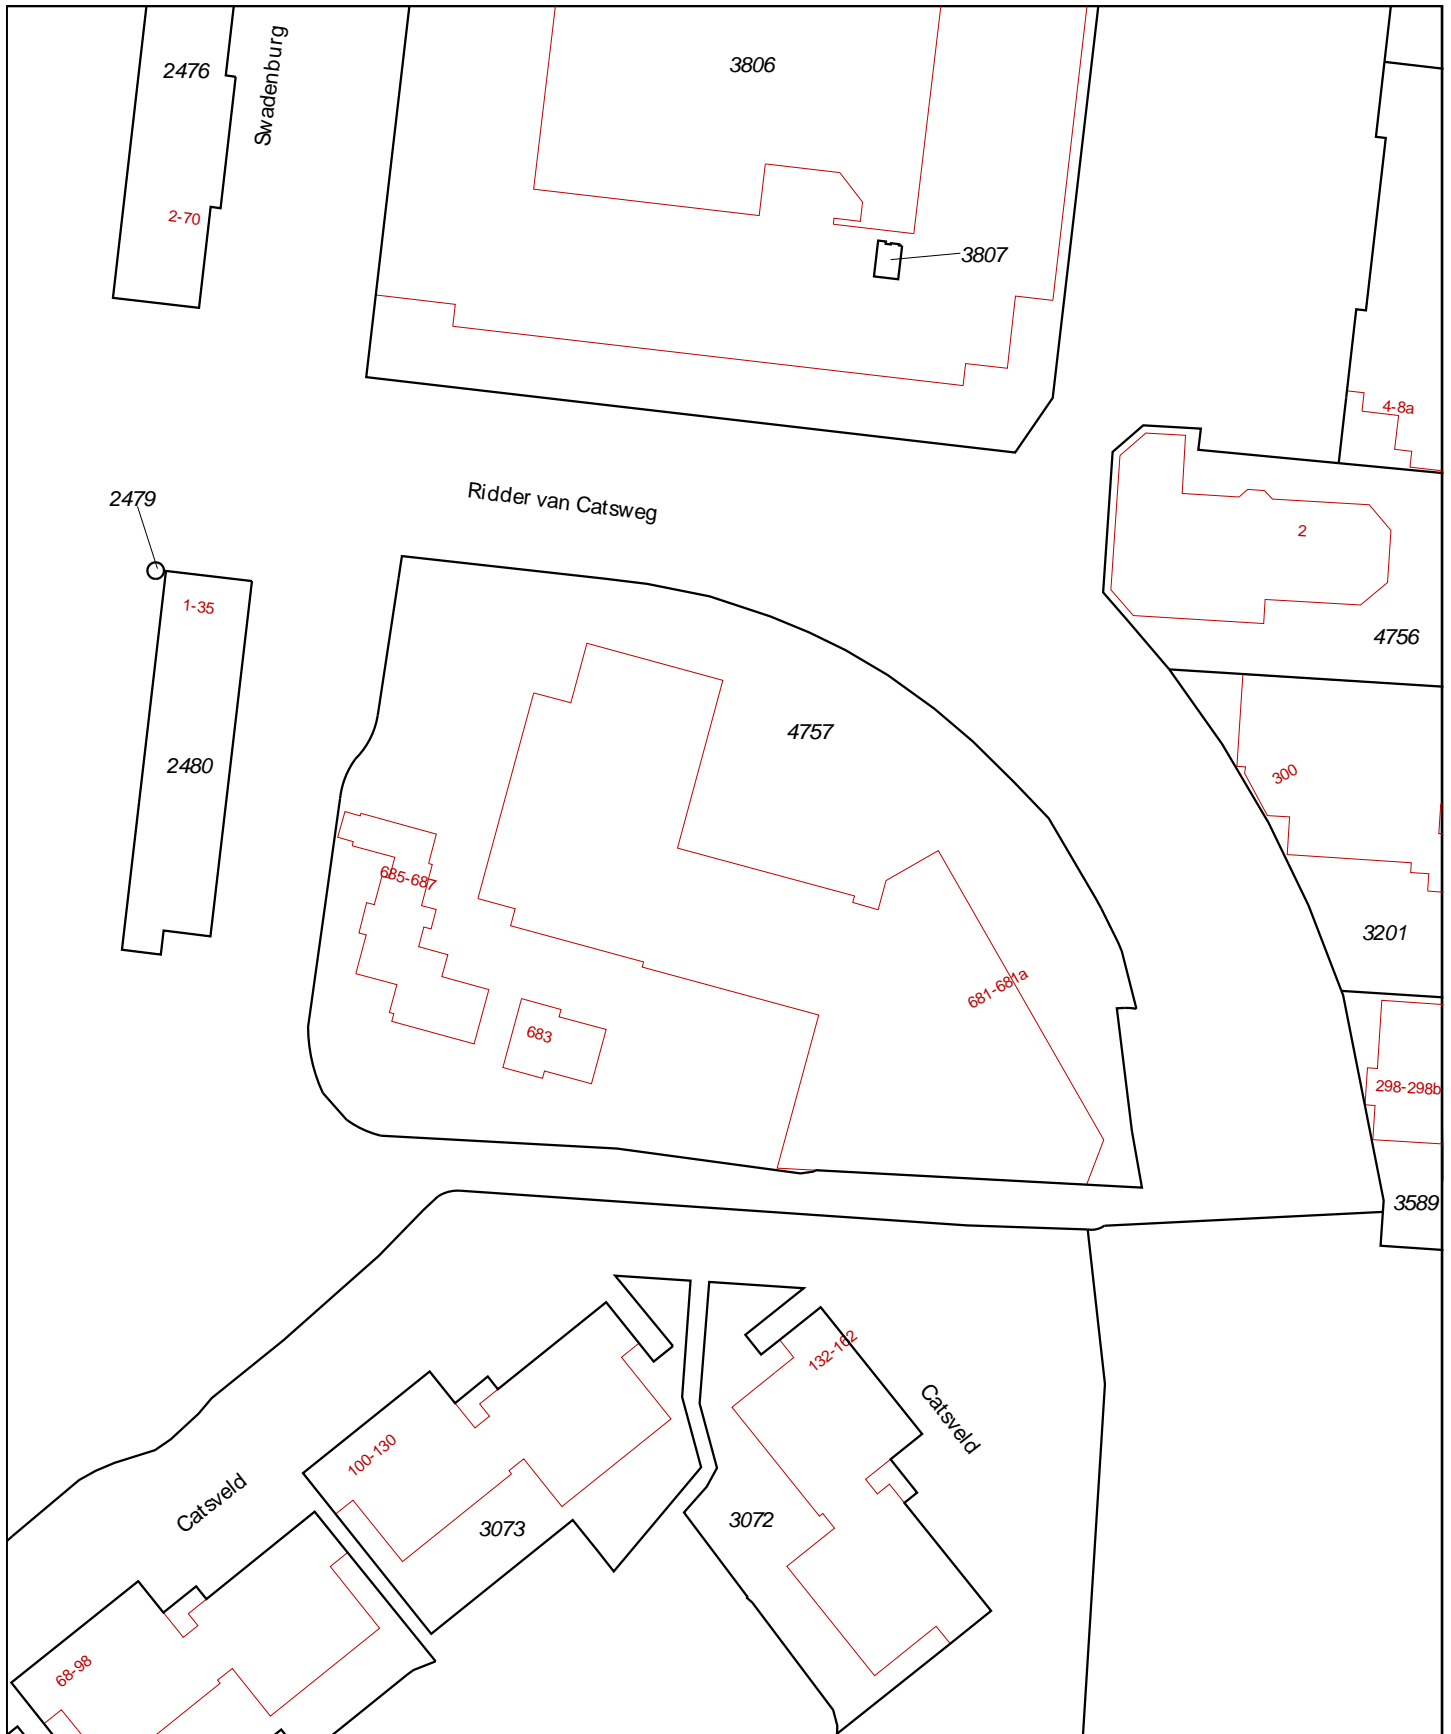 2476
Swadenburg
3806
2-70
3807
4-8a
2479
Ridder van Catsweg
2
1-35
4756
4757
2480
300
685-687
3201
681-681a
683
298-298b
3589
132-162
Catsveld
100-130
Catsveld
3073
3072
68-98